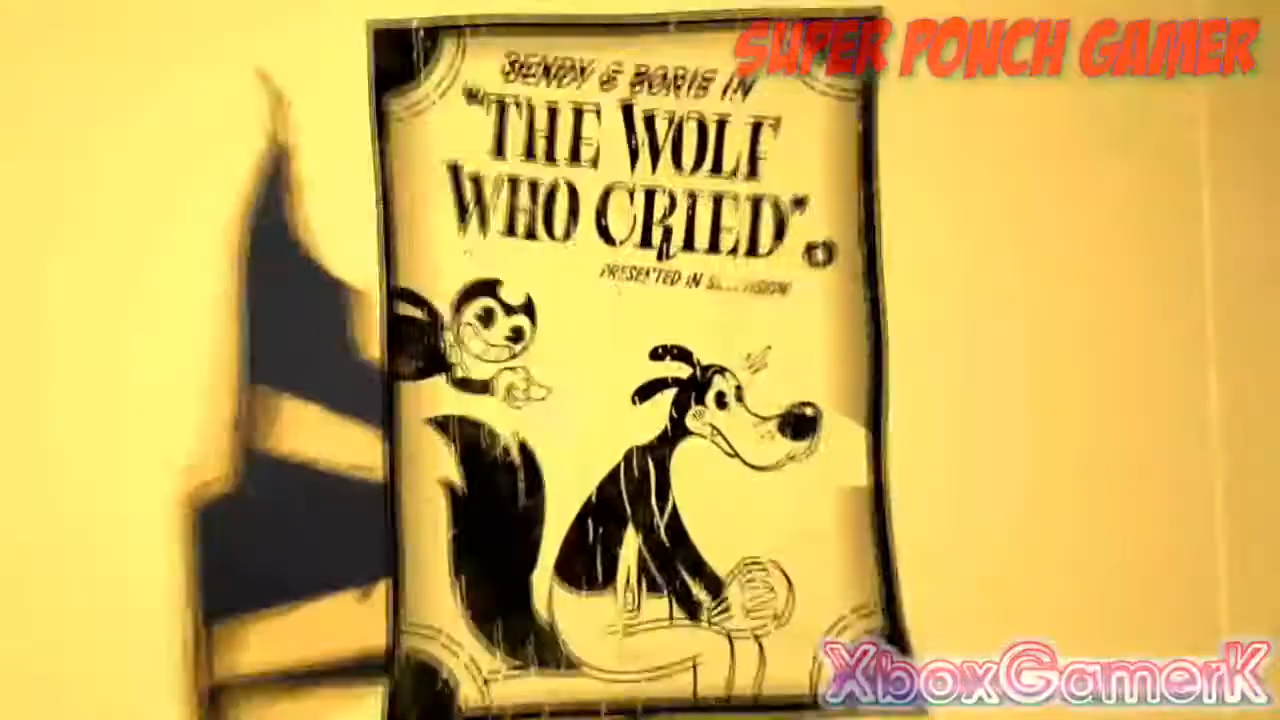 SUPER PONCH GAMER
BENDY & BORIS IN
"THE WOLF
WHO CRIED"
PRESENTED IN
XboxGamerK